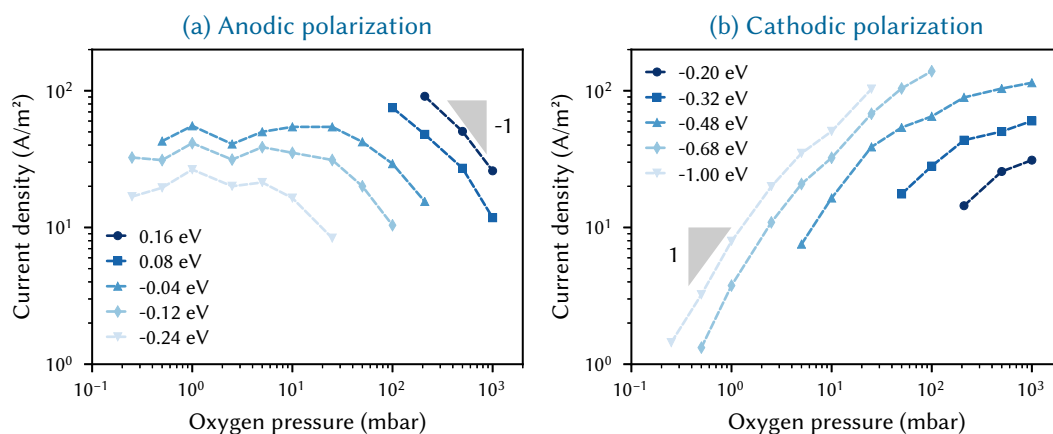 (a) Anodic polarization
Current density (A/m²)
10²
10¹
10⁰
-1
0.16 eV
0.08 eV
-0.04 eV
-0.12 eV
-0.24 eV
10⁻¹ 10⁰ 10¹ 10² 10³
Oxygen pressure (mbar)
(b) Cathodic polarization
Current density (A/m²)
10²
10¹
10⁰
-0.20 eV
-0.32 eV
-0.48 eV
-0.68 eV
-1.00 eV
1
10⁻¹ 10⁰ 10¹ 10² 10³
Oxygen pressure (mbar)